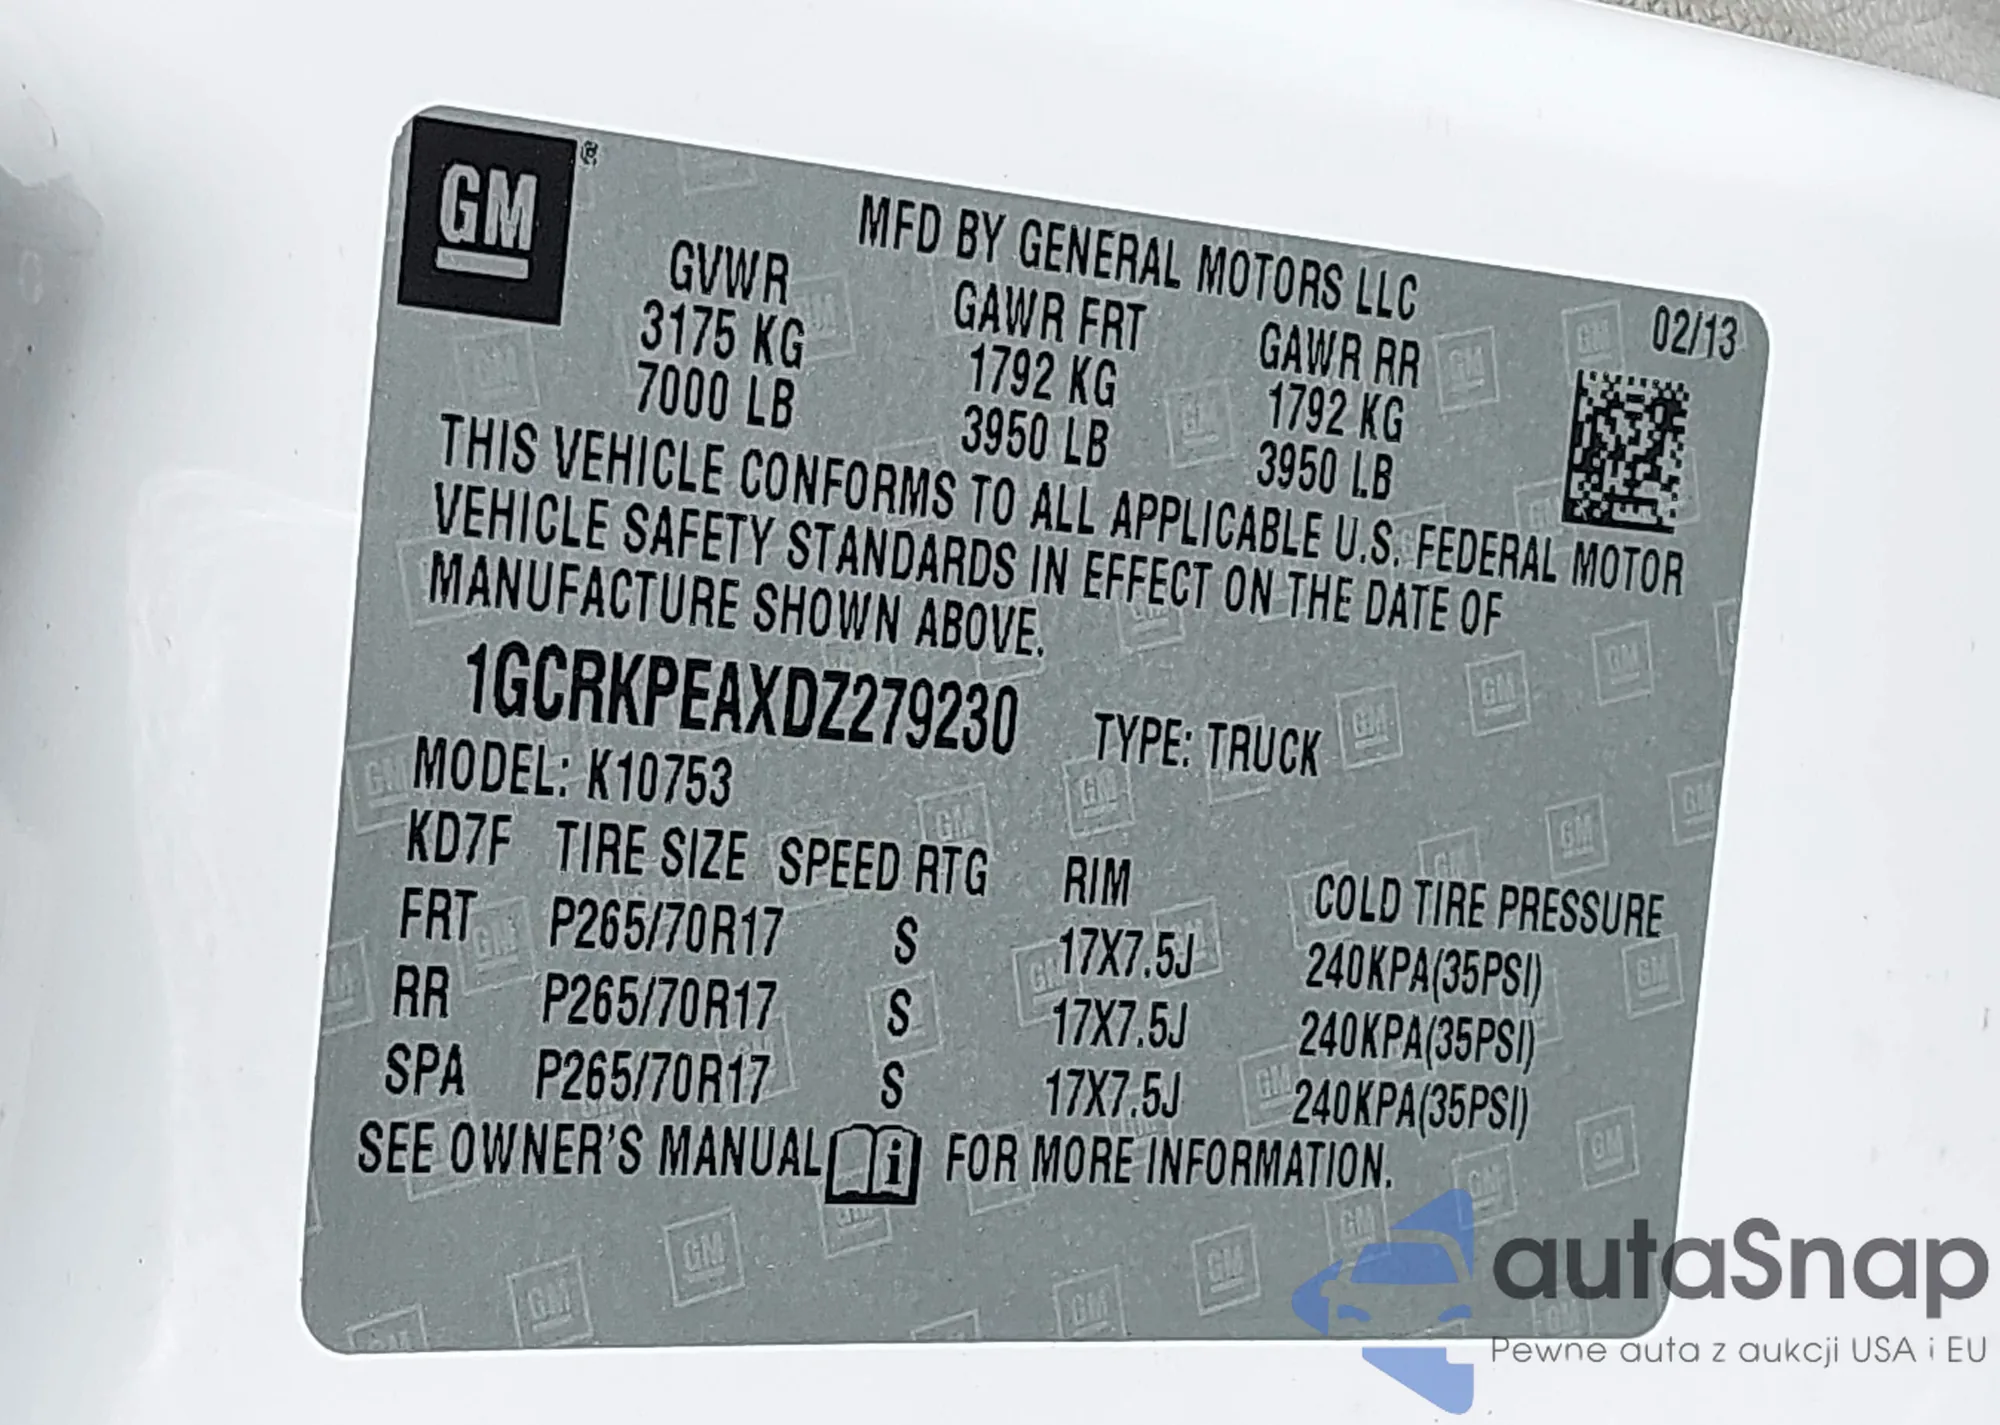 GM ®
MFD BY GENERAL MOTORS LLC
02/13
GVWR GAWR FRT GAWR RR
3175 KG 1792 KG 1792 KG
7000 LB 3950 LB 3950 LB
THIS VEHICLE CONFORMS TO ALL APPLICABLE U.S. FEDERAL MOTOR
VEHICLE SAFETY STANDARDS IN EFFECT ON THE DATE OF
MANUFACTURE SHOWN ABOVE.
1GCRKPEAXDZ279230 TYPE: TRUCK
MODEL: K10753
KD7F TIRE SIZE SPEED RTG RIM COLD TIRE PRESSURE
FRT P265/70R17 S 17X7.5J 240KPA(35PSI)
RR P265/70R17 S 17X7.5J 240KPA(35PSI)
SPA P265/70R17 S 17X7.5J 240KPA(35PSI)
SEE OWNER'S MANUAL i FOR MORE INFORMATION.
autaSnap
Pewne auta z aukcji USA i EU